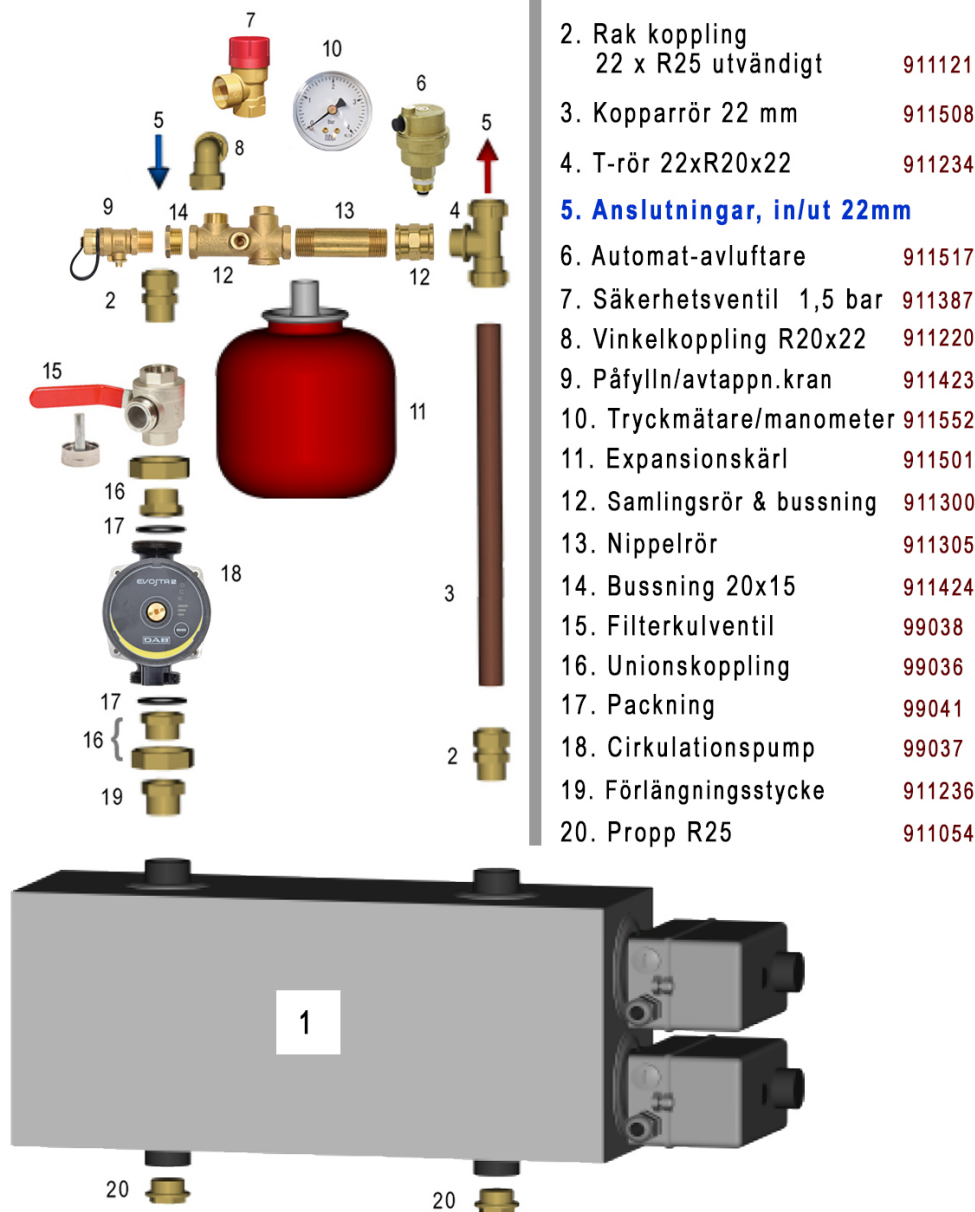 7
10
6
5
5
8
9
14
13
4
12
12
2
15
11
16
17
18
EVOSTA2
DAB
3
17
16 {
2
19
1
20
20
2. Rak koppling
22 x R25 utvändigt 911121
3. Kopparrör 22 mm 911508
4. T-rör 22xR20x22 911234
5. Anslutningar, in/ut 22mm
6. Automat-avluftare 911517
7. Säkerhetsventil 1,5 bar 911387
8. Vinkelkoppling R20x22 911220
9. Påfylln/avtappn.kran 911423
10. Tryckmätare/manometer 911552
11. Expansionskärl 911501
12. Samlingsrör & bussning 911300
13. Nippelrör 911305
14. Bussning 20x15 911424
15. Filterkulventil 99038
16. Unionskoppling 99036
17. Packning 99041
18. Cirkulationspump 99037
19. Förlängningsstycke 911236
20. Propp R25 911054